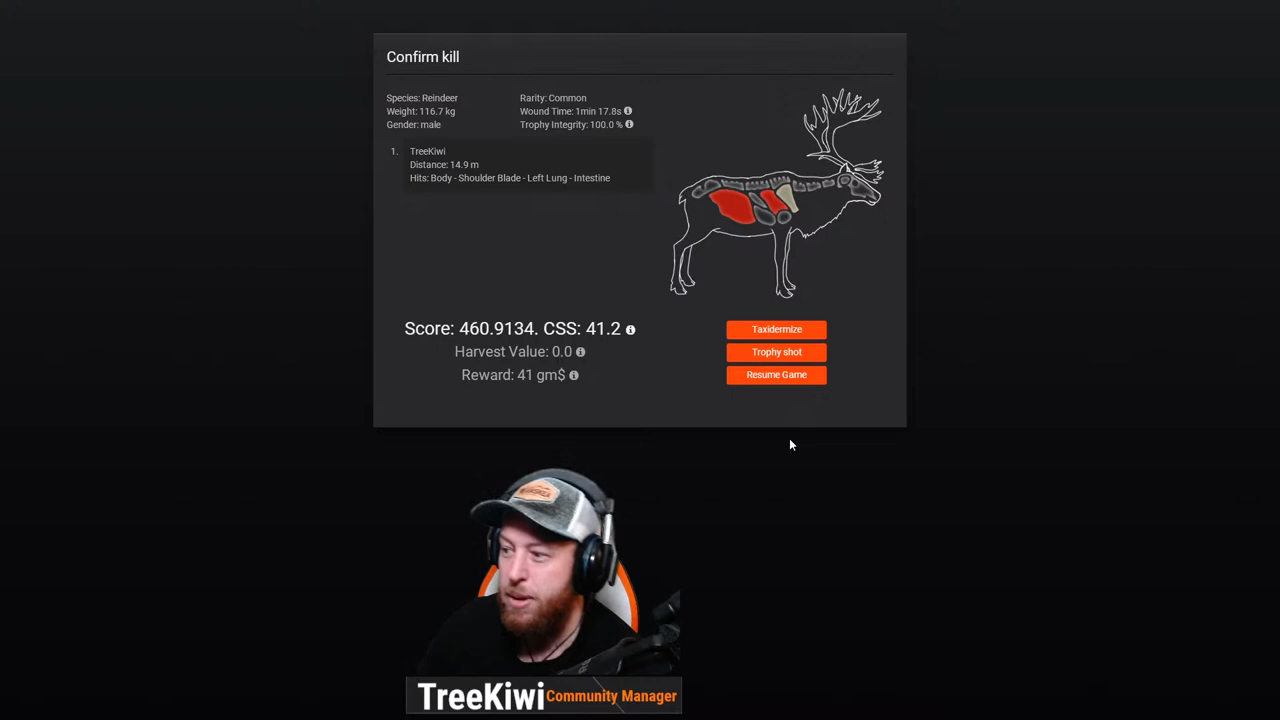 Confirm kill
Species: Reindeer
Weight: 116.7 kg
Gender: male
Rarity: Common
Wound Time: 1min 17.8s
Trophy Integrity: 100.0 %
1. TreeKiwi
Distance: 14.9 m
Hits: Body - Shoulder Blade - Left Lung - Intestine
Score: 460.9134. CSS: 41.2
Harvest Value: 0.0
Reward: 41 gm$
Taxidermize
Trophy shot
Resume Game
TreeKiwi Community Manager